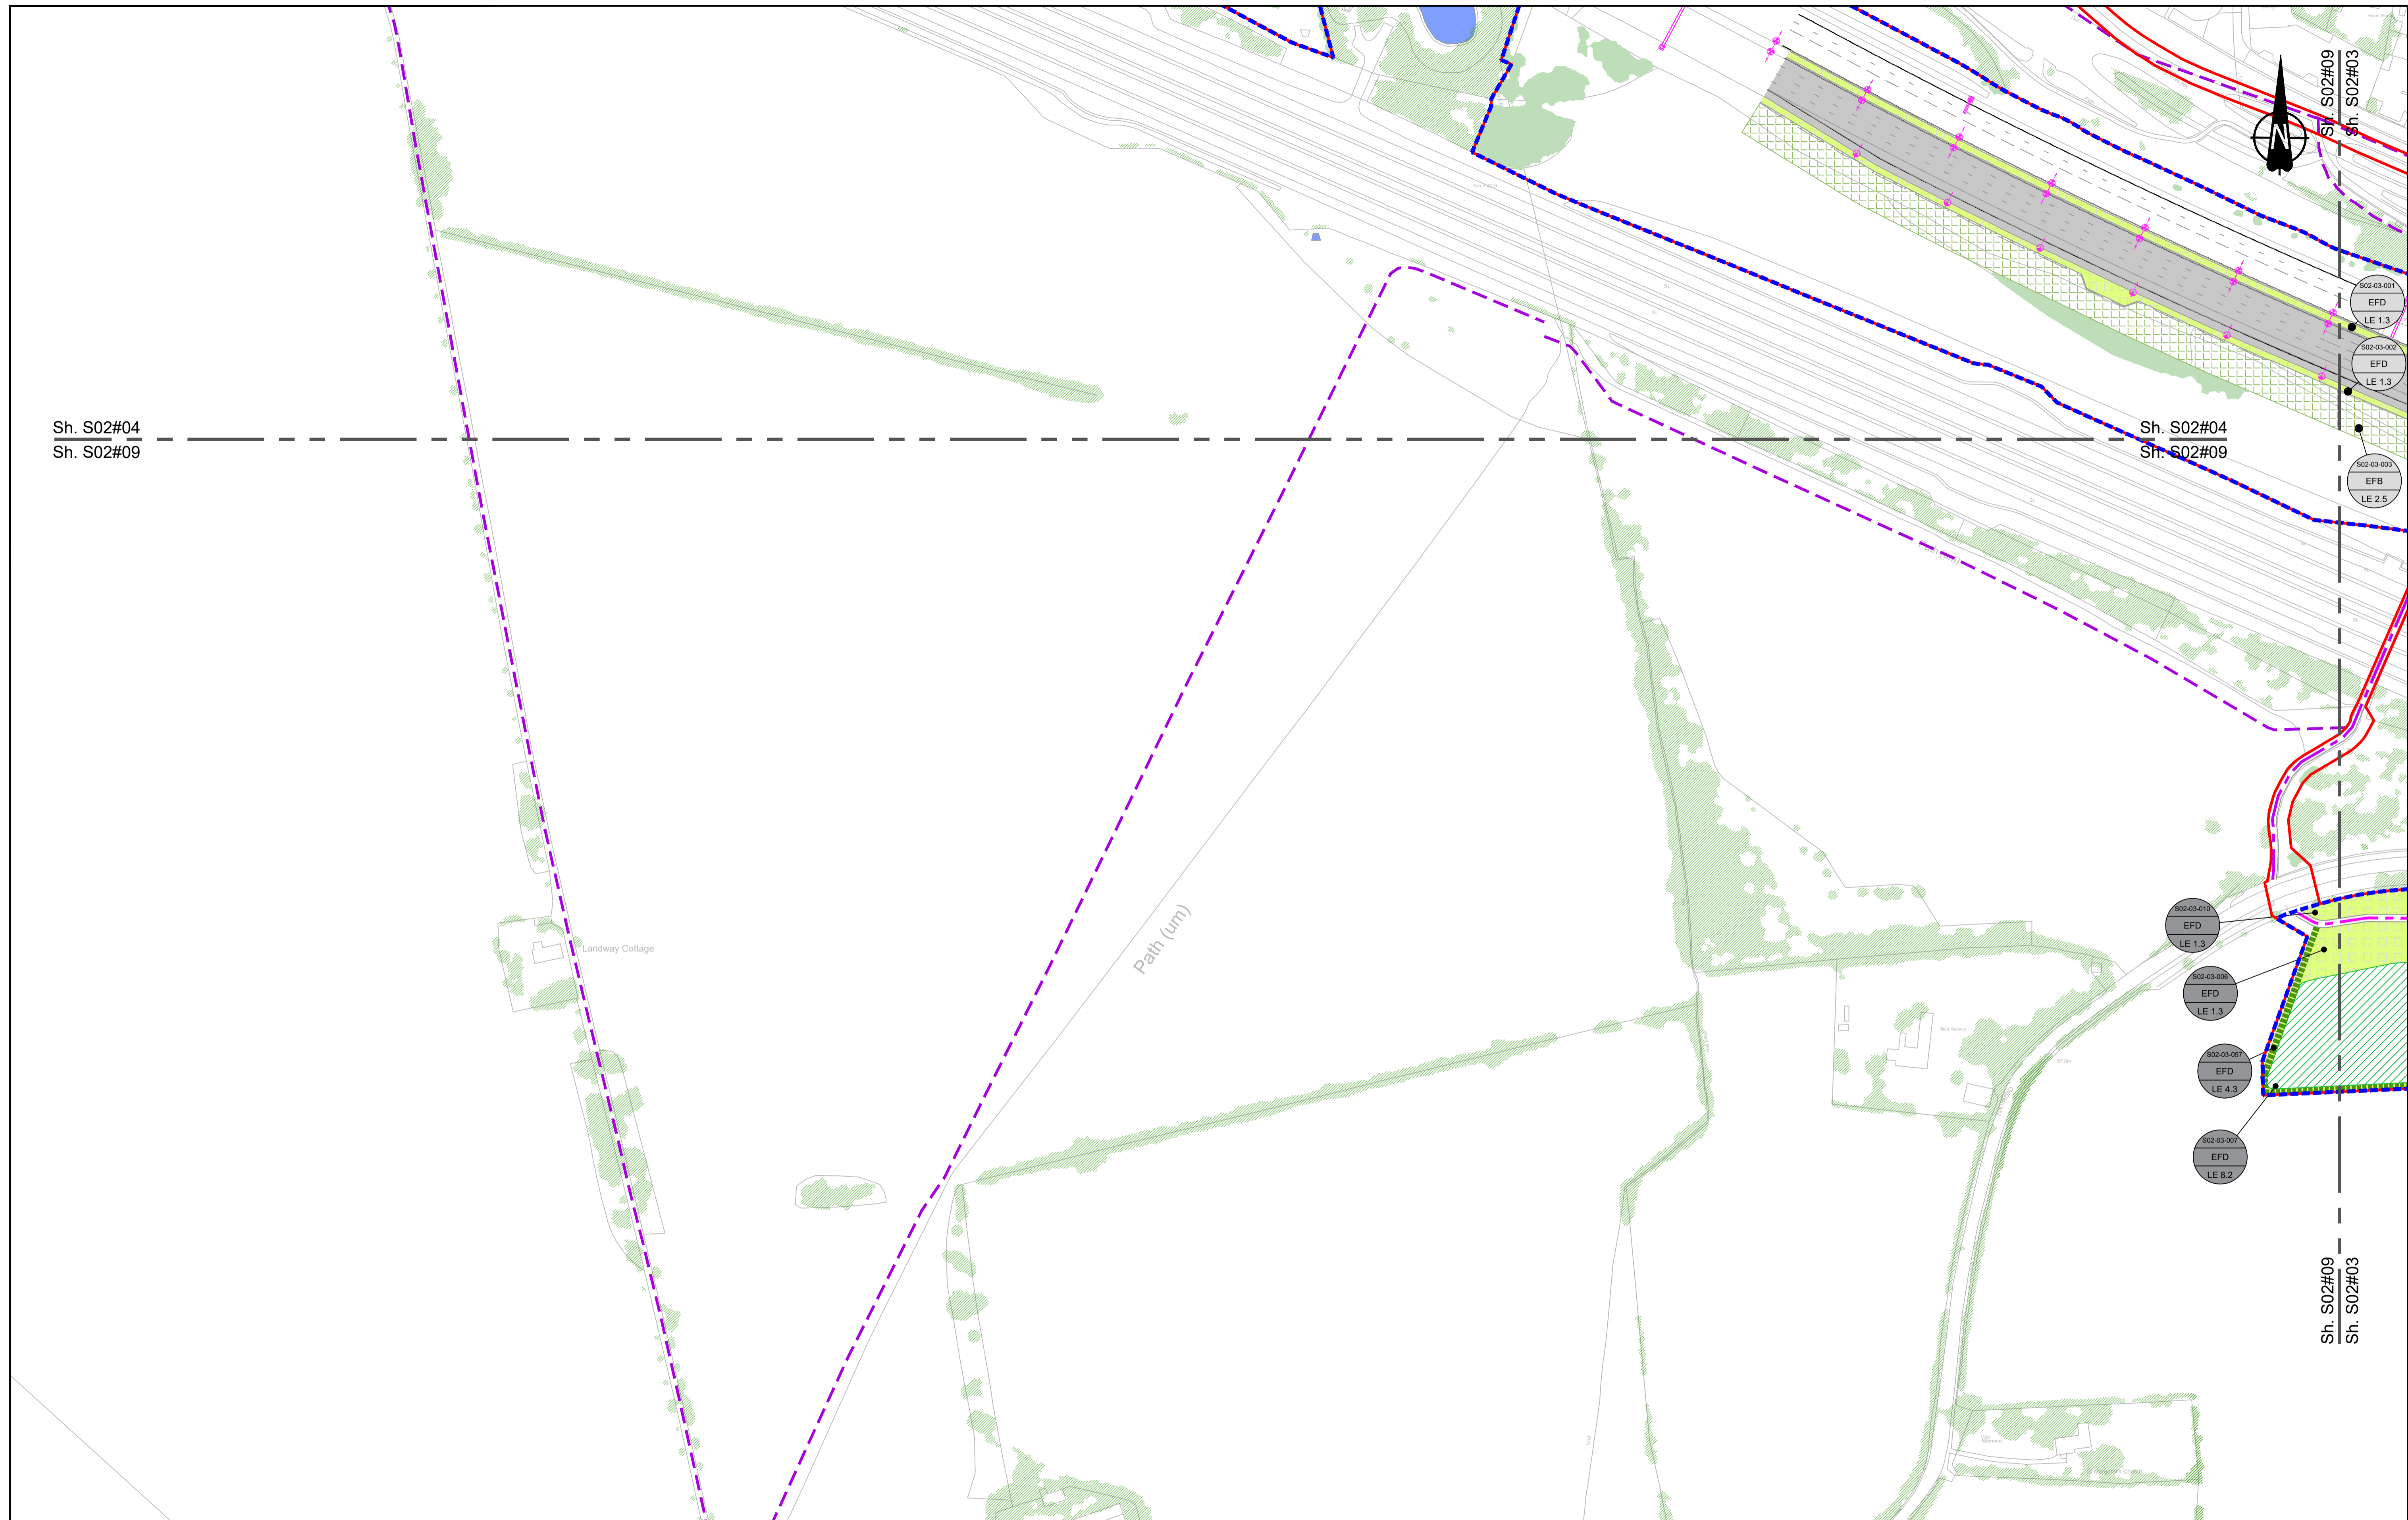 Sh. S02#09
Sh. S02#03
N
S02-03-001
EFD
LE 1.3
S02-03-002
EFD
LE 1.3
Sh. S02#04
Sh. S02#09
Sh. S02#04
Sh. S02#09
S02-03-003
EFB
LE 2.5
S02-03-010
EFD
LE 1.3
Landway Cottage
Path (um)
S02-03-006
EFD
LE 1.3
S02-03-057
EFD
LE 4.3
S02-03-007
EFD
LE 8.2
Sh. S02#09
Sh. S02#03
War
Memorial